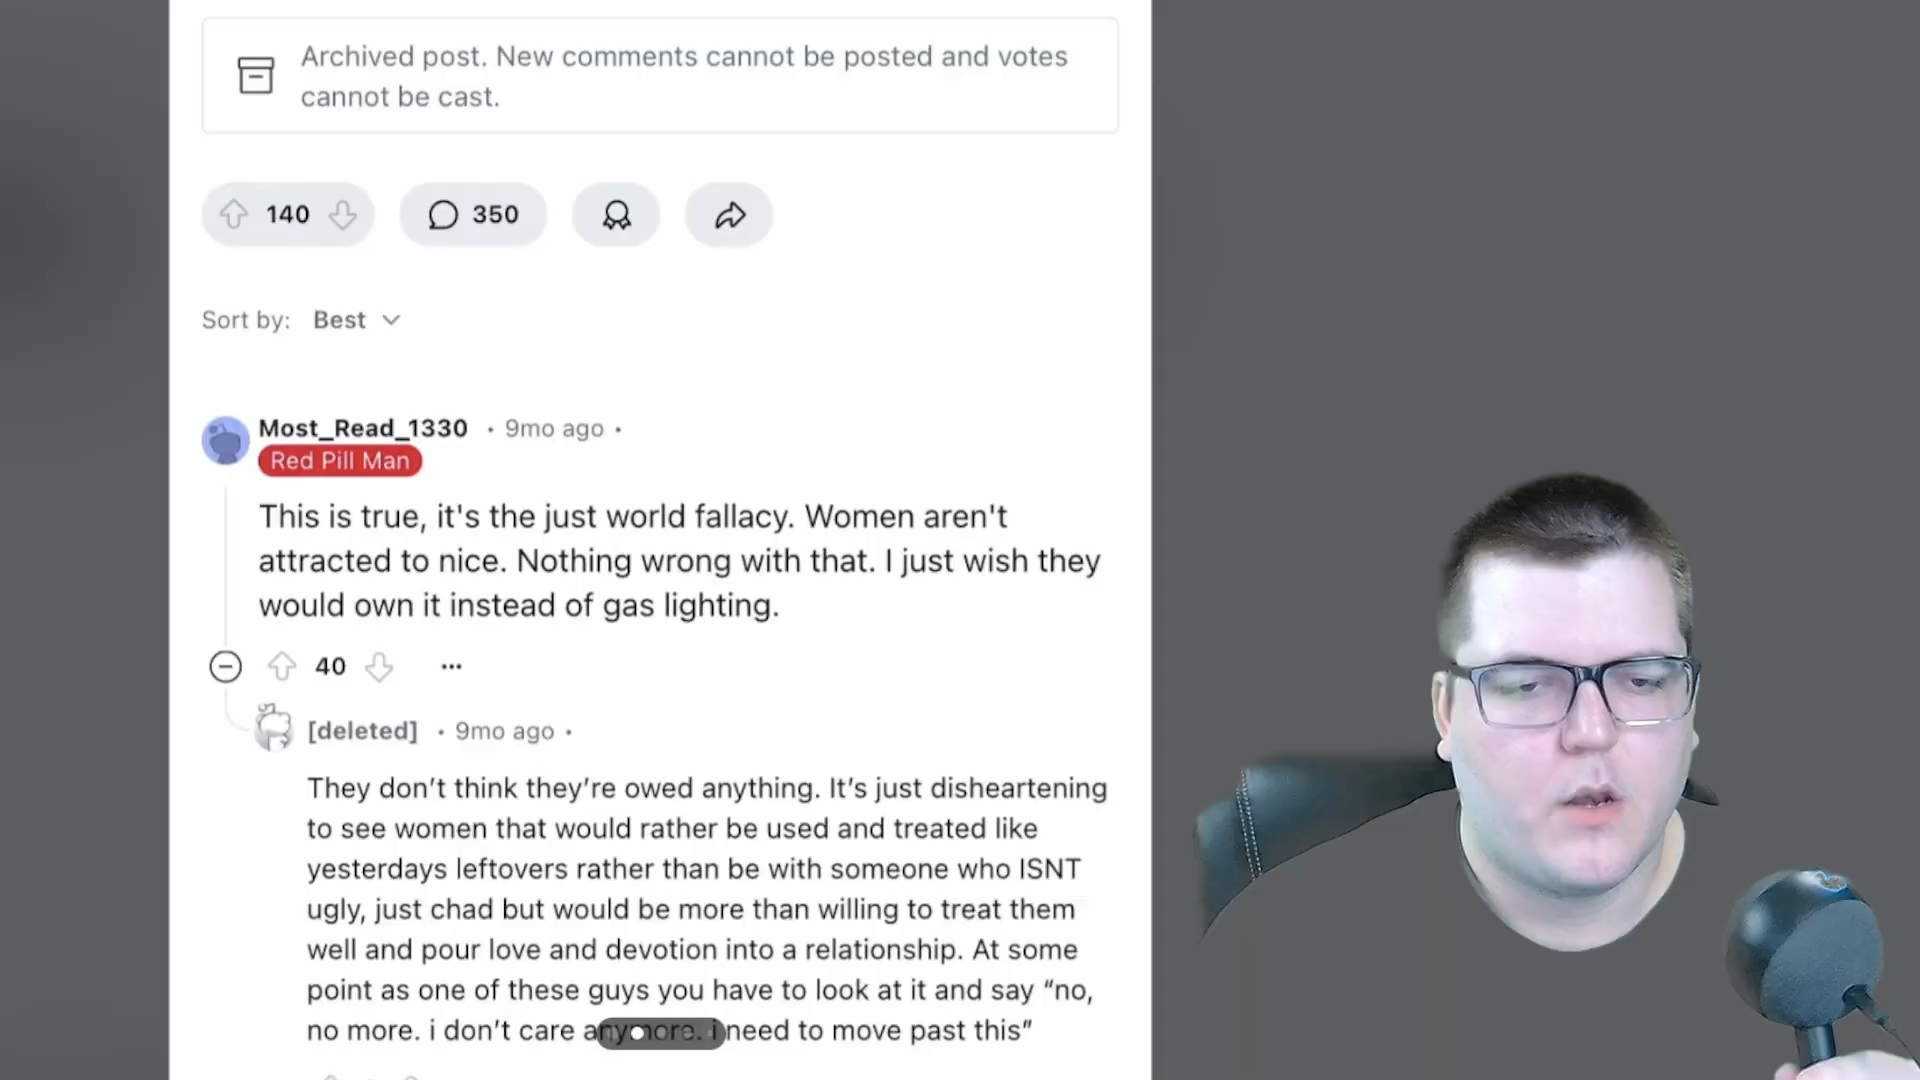 Archived post. New comments cannot be posted and votes
cannot be cast.
140
350
Sort by: Best
Most_Read_1330 • 9mo ago •
Red Pill Man
This is true, it's the just world fallacy. Women aren't
attracted to nice. Nothing wrong with that. I just wish they
would own it instead of gas lighting.
40
[deleted] • 9mo ago •
They don’t think they’re owed anything. It’s just disheartening
to see women that would rather be used and treated like
yesterdays leftovers rather than be with someone who ISNT
ugly, just chad but would be more than willing to treat them
well and pour love and devotion into a relationship. At some
point as one of these guys you have to look at it and say “no,
no more. i don’t care anymore. i need to move past this”